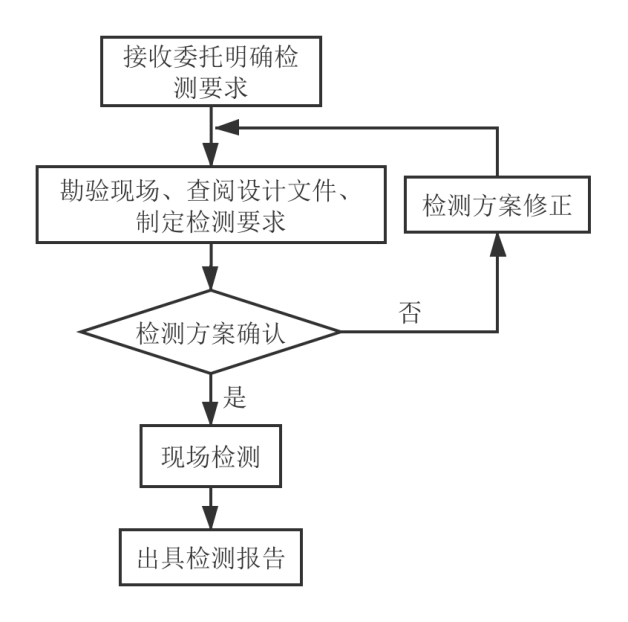 接收委托明确检
测要求
勘验现场、查阅设计文件、
制定检测要求
检测方案修正
检测方案确认
否
是
现场检测
出具检测报告